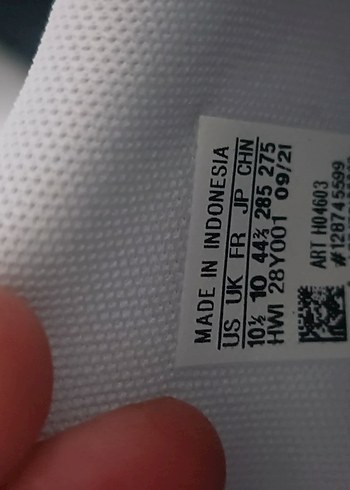 MADE IN INDONESIA
US UK FR JP CHN
10½ 10 44⅔ 285 275
HWI 28Y001 09/21
ART H04603
#128745599